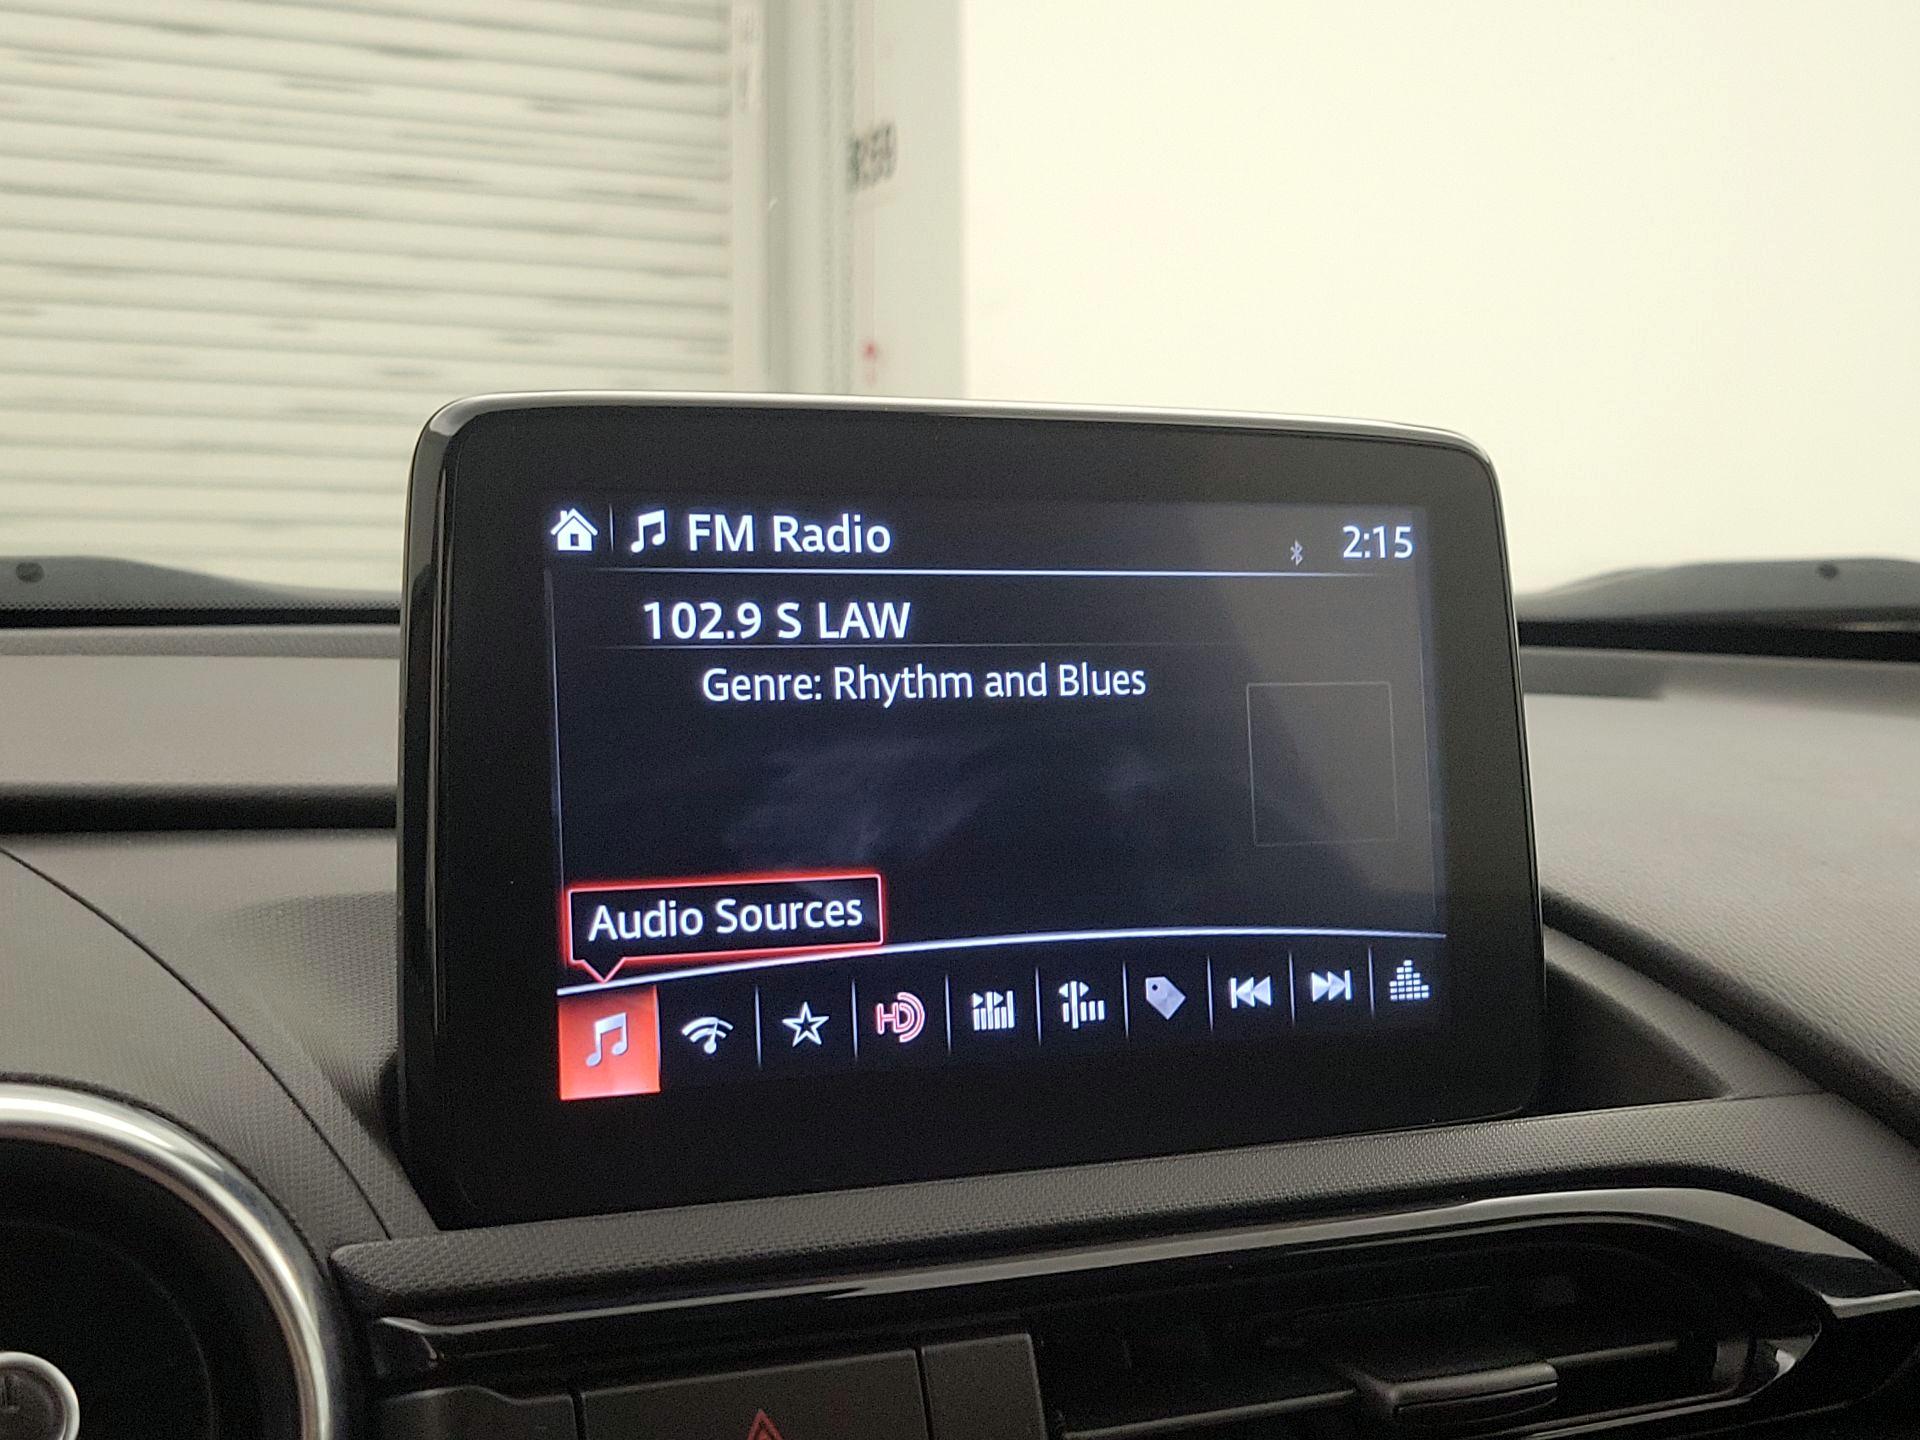 FM Radio
2:15
102.9 S LAW
Genre: Rhythm and Blues
Audio Sources
HD